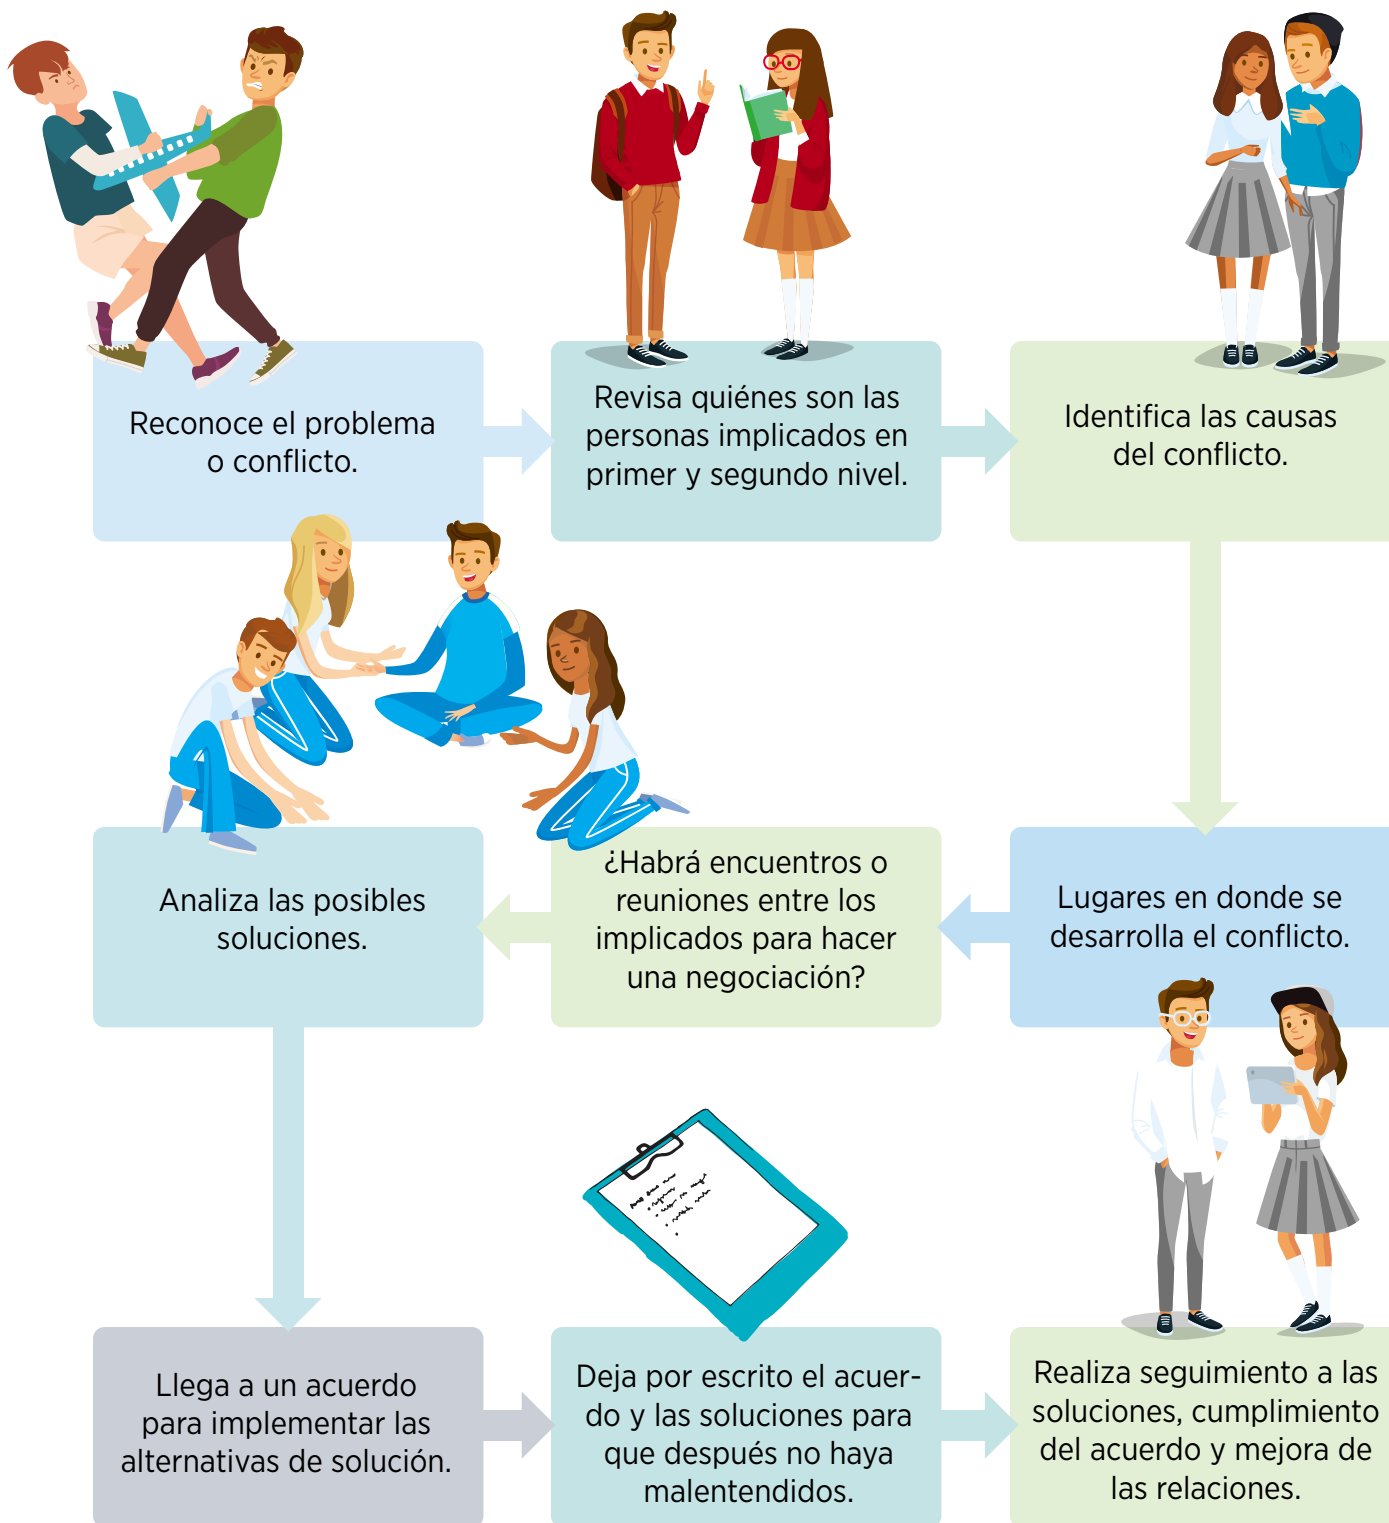 Reconoce el problema
o conflicto.
Revisa quiénes son las
personas implicados en
primer y segundo nivel.
Identifica las causas
del conflicto.
Lugares en donde se
desarrolla el conflicto.
¿Habrá encuentros o
reuniones entre los
implicados para hacer
una negociación?
Analiza las posibles
soluciones.
Llega a un acuerdo
para implementar las
alternativas de solución.
Deja por escrito el acuer-
do y las soluciones para
que después no haya
malentendidos.
Realiza seguimiento a las
soluciones, cumplimiento
del acuerdo y mejora de
las relaciones.